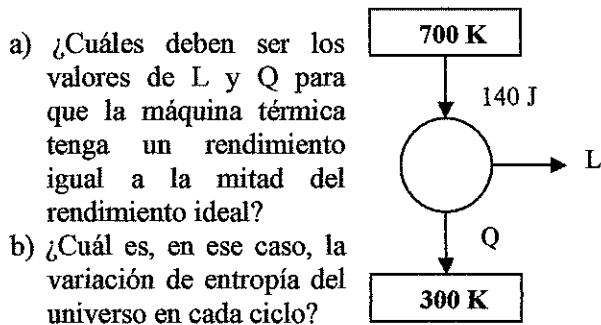 a) ¿Cuáles deben ser los
valores de L y Q para
que la máquina térmica
tenga un rendimiento
igual a la mitad del
rendimiento ideal?
b) ¿Cuál es, en ese caso, la
variación de entropía del
universo en cada ciclo?
700 K
140 J
L
Q
300 K